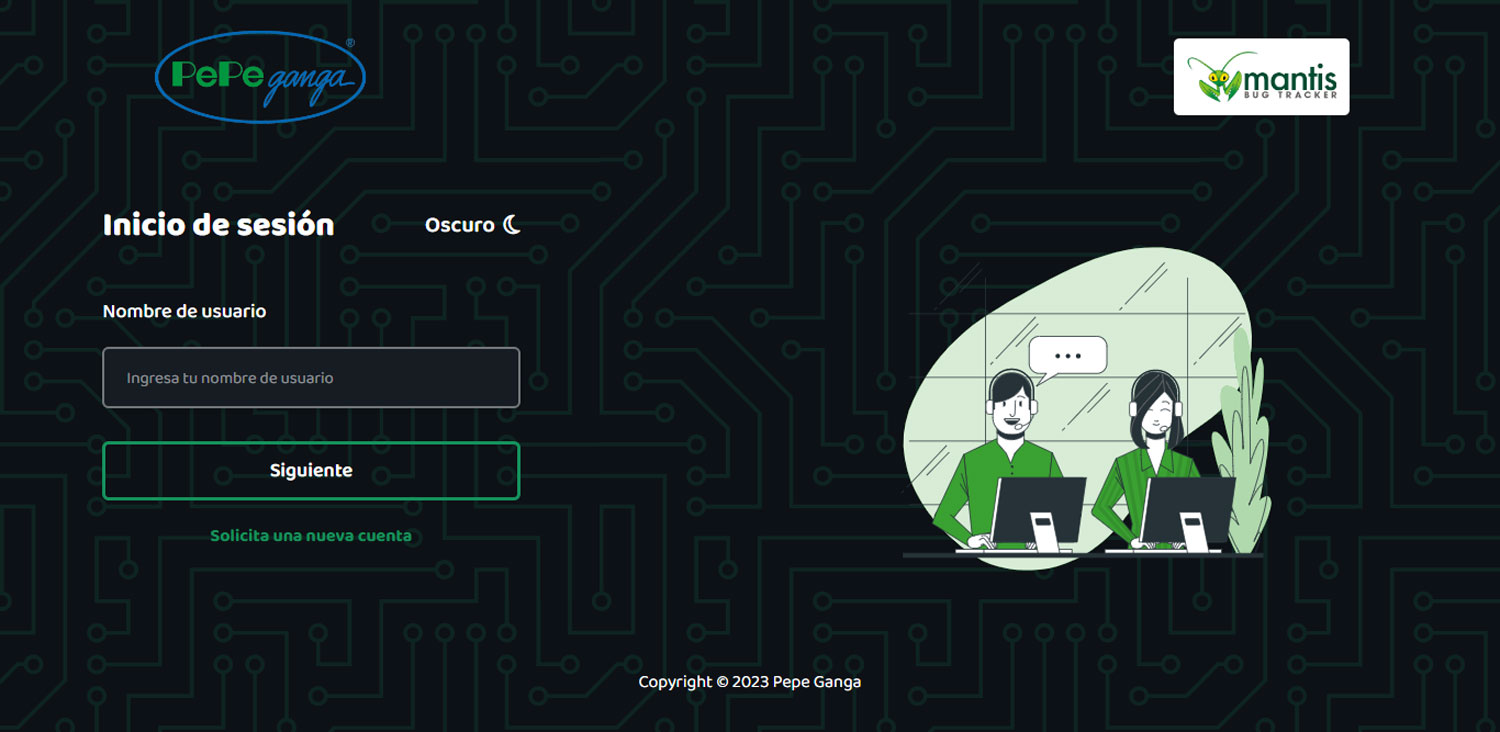 PePe ganga ®
mantis
BUG TRACKER
Inicio de sesión
Oscuro
Nombre de usuario
Ingresa tu nombre de usuario
Siguiente
Solicita una nueva cuenta
Copyright © 2023 Pepe Ganga